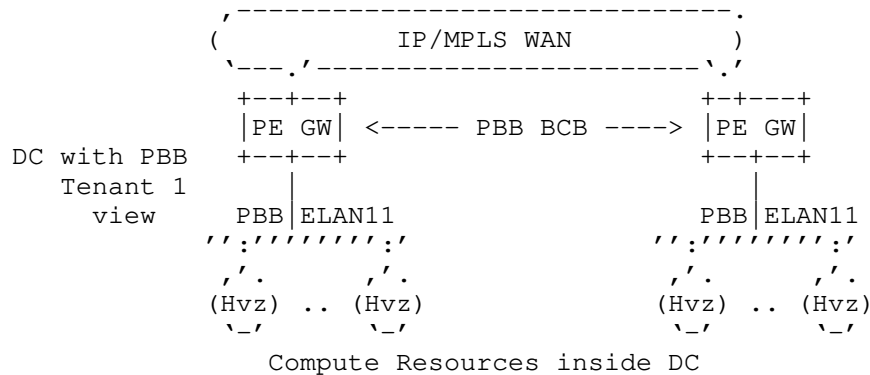 IP/MPLS WAN
PE GW <----- PBB BCB ----> PE GW
DC with PBB
Tenant 1
view PBB ELAN11 PBB ELAN11
(Hvz) .. (Hvz) (Hvz) .. (Hvz)
Compute Resources inside DC